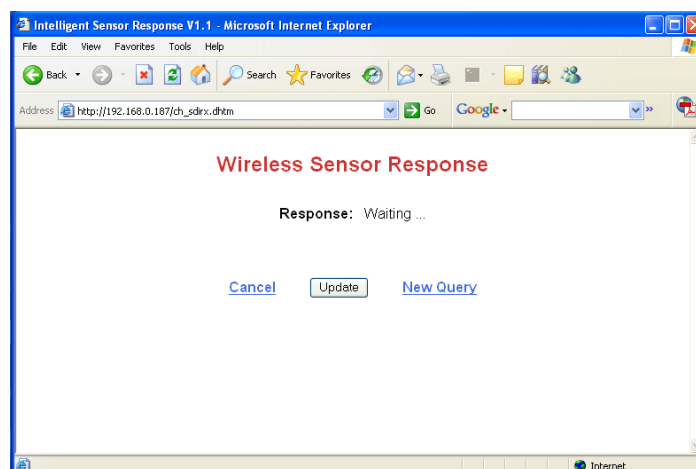 Intelligent Sensor Response V1.1 - Microsoft Internet Explorer
File Edit View Favorites Tools Help
Back Search Favorites
Address http://192.168.0.187/ch_sdirx.dhtm Go Google »
Wireless Sensor Response
Response: Waiting ...
Cancel Update New Query
Internet